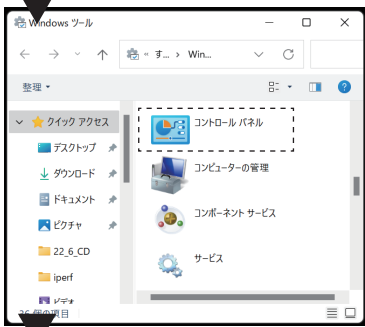 Windows ツール
« す... › Win...
整理
クイック アクセス
デスクトップ
ダウンロード
ドキュメント
ピクチャ
22_6_CD
iperf
ビデオ
コントロール パネル
コンピューターの管理
コンポーネント サービス
サービス
個の項目